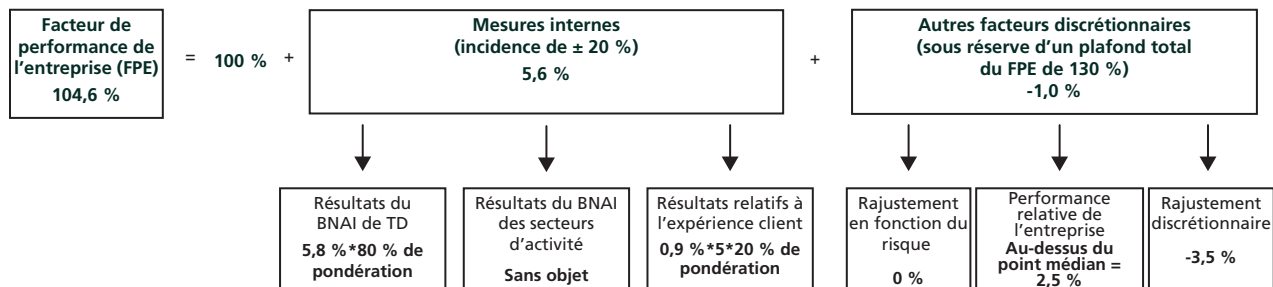 Facteur de
performance de
l'entreprise (FPE)
104,6 %
= 100 % +
Mesures internes
(incidence de ± 20 %)
5,6 %
+
Autres facteurs discrétionnaires
(sous réserve d'un plafond total
du FPE de 130 %)
-1,0 %
Résultats du
BNAI de TD
5,8 %*80 % de
pondération
Résultats du BNAI
des secteurs
d'activité
Sans objet
Résultats relatifs à
l'expérience client
0,9 %*5*20 % de
pondération
Rajustement
en fonction du
risque
0 %
Performance
relative de
l'entreprise
Au-dessus du
point médian =
2,5 %
Rajustement
discrétionnaire
-3,5 %